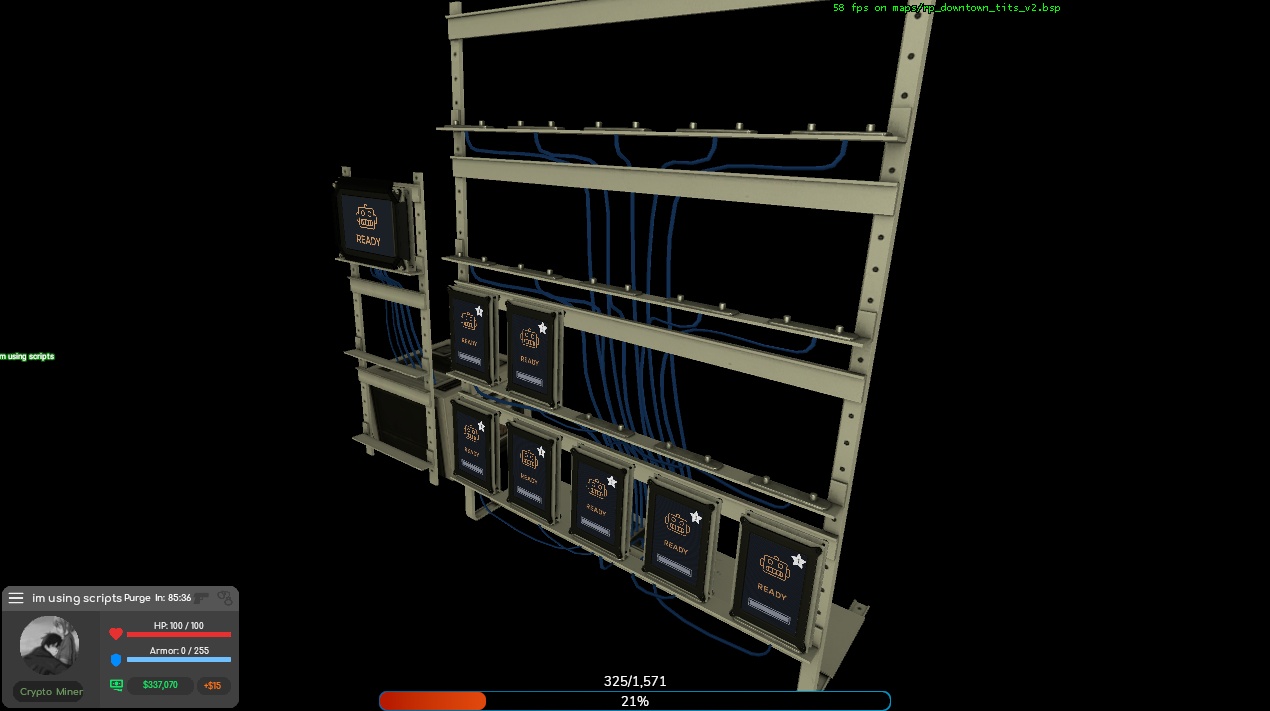 58 fps on maps/rp_downtown_tits_v2.bsp
READY
READY
READY
m using scripts
READY
READY
READY
READY
READY
im using scripts Purge In: 85:36
HP: 100 / 100
Armor: 0 / 255
$337,070 +$15
Crypto Miner
325/1,571
21%